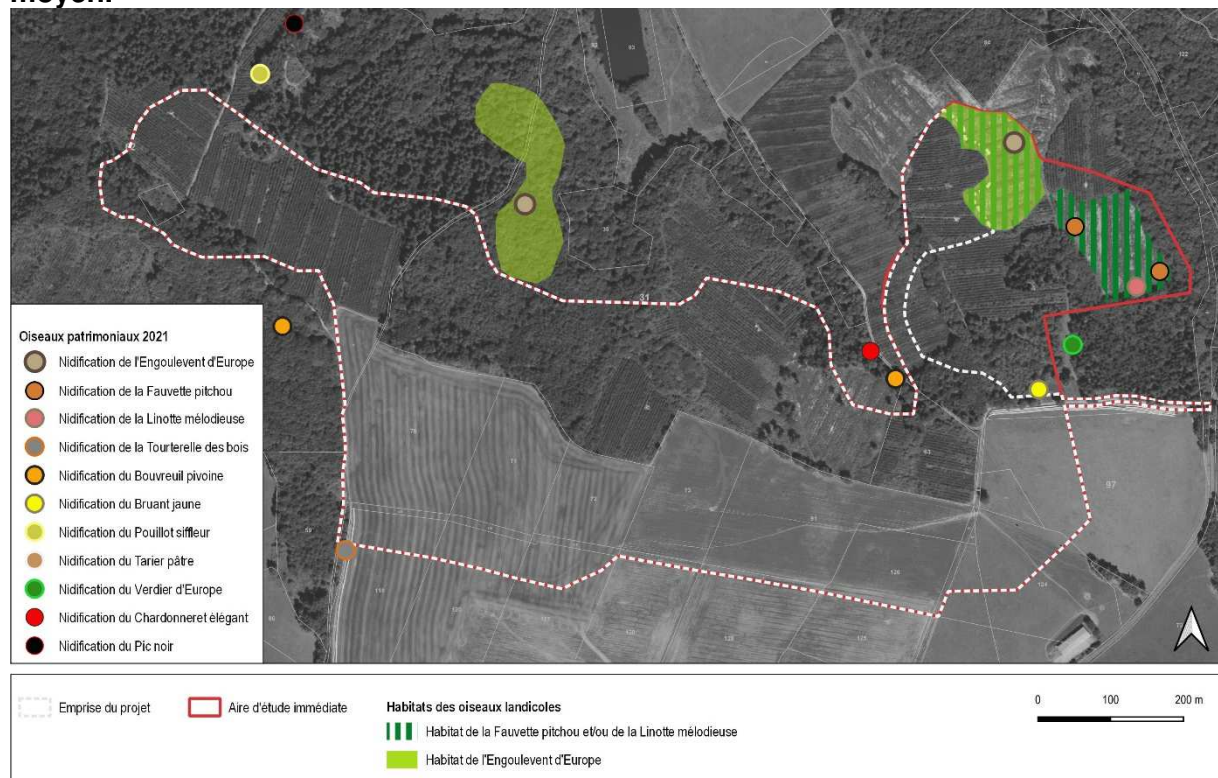 moyen.
Oiseaux patrimoniaux 2021
Nidification de l'Engoulevent d'Europe
Nidification de la Fauvette pitchou
Nidification de la Linotte mélodieuse
Nidification de la Tourterelle des bois
Nidification du Bouvreuil pivoine
Nidification du Bruant jaune
Nidification du Pouillot siffleur
Nidification du Tarier pâtre
Nidification du Verdier d'Europe
Nidification du Chardonneret élégant
Nidification du Pic noir
Emprise du projet
Aire d'étude immédiate
Habitats des oiseaux landicoles
Habitat de la Fauvette pitchou et/ou de la Linotte mélodieuse
Habitat de l'Engoulevent d'Europe
0 100 200 m